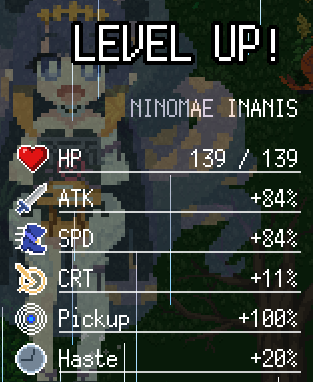 LEVEL UP!
NINOMAE INANIS
HP 139 / 139
ATK +84%
SPD +84%
CRT +11%
Pickup +100%
Haste +20%